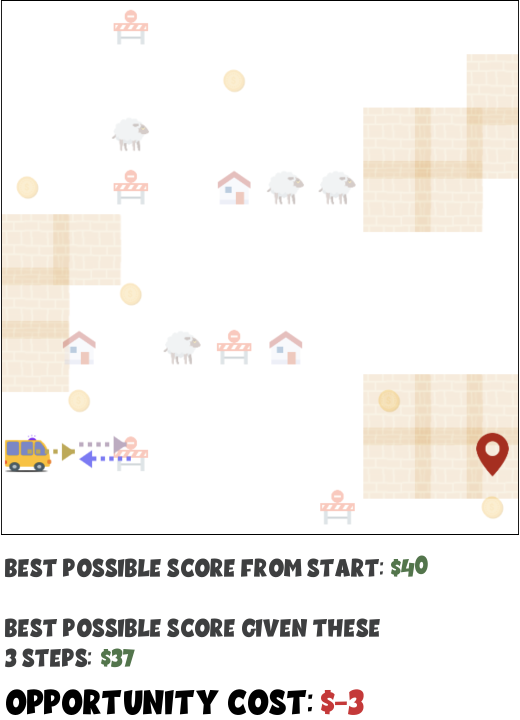 BEST POSSIBLE SCORE FROM START: $40
BEST POSSIBLE SCORE GIVEN THESE
3 STEPS: $37
OPPORTUNITY COST: $-3